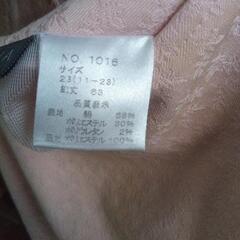 NO. 1016
サイズ
23(11-23)
総丈 63
品質表示
表地 綿 68%
ポリエステル 30%
ポリウレタン 2%
ポリエステル 100%